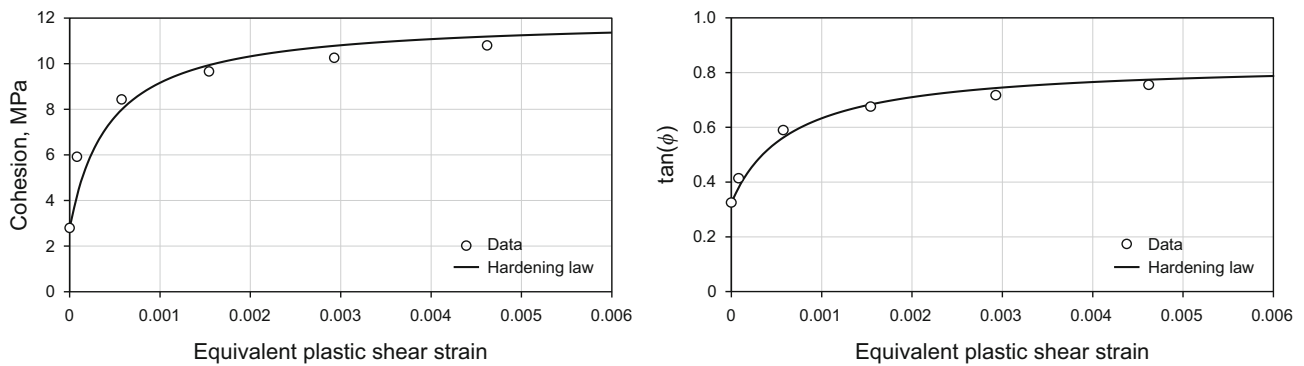 Cohesion, MPa
12
10
8
6
4
2
0
0 0.001 0.002 0.003 0.004 0.005 0.006
Equivalent plastic shear strain
Data
Hardening law
tan(ϕ)
1.0
0.8
0.6
0.4
0.2
0
0 0.001 0.002 0.003 0.004 0.005 0.006
Equivalent plastic shear strain
Data
Hardening law